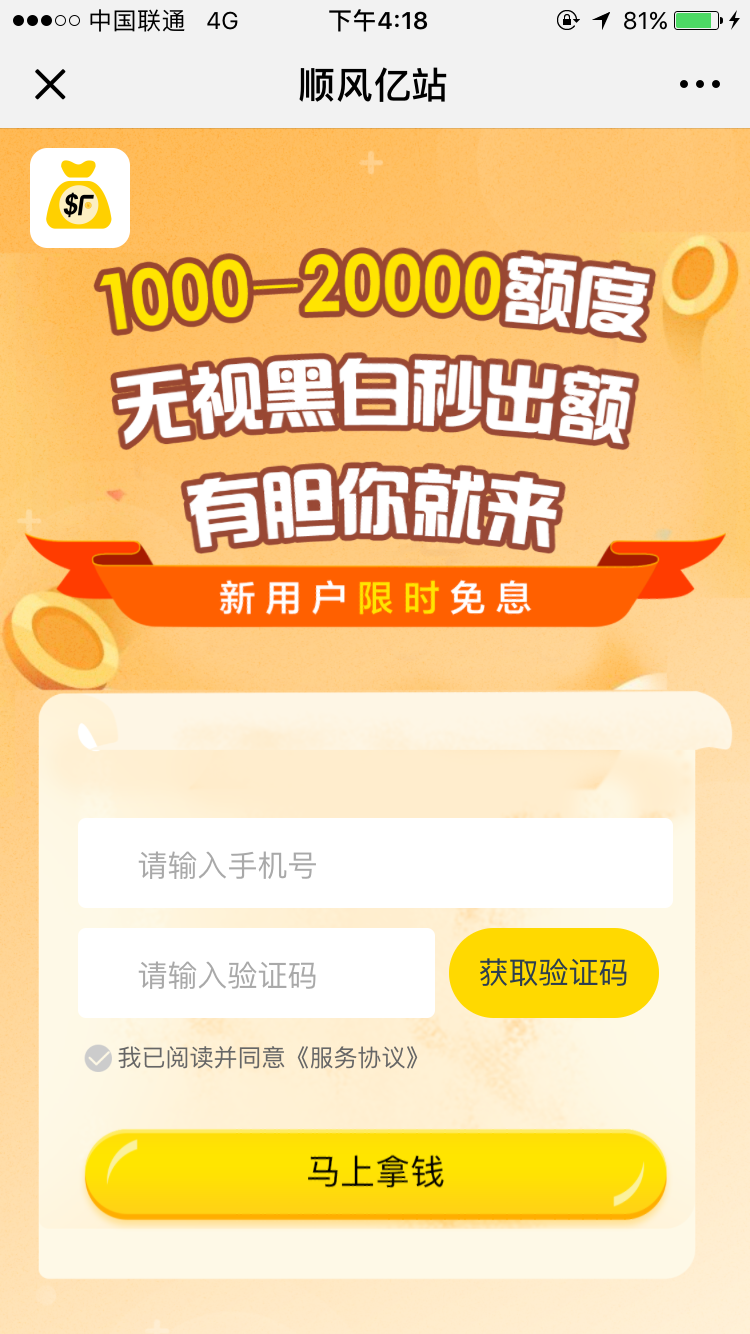 中国联通 4G 下午4:18 81%
顺风亿站
$厂
1000—20000额度
无视黑白秒出额
有胆你就来
新用户限时免息
请输入手机号
请输入验证码 获取验证码
我已阅读并同意《服务协议》
马上拿钱